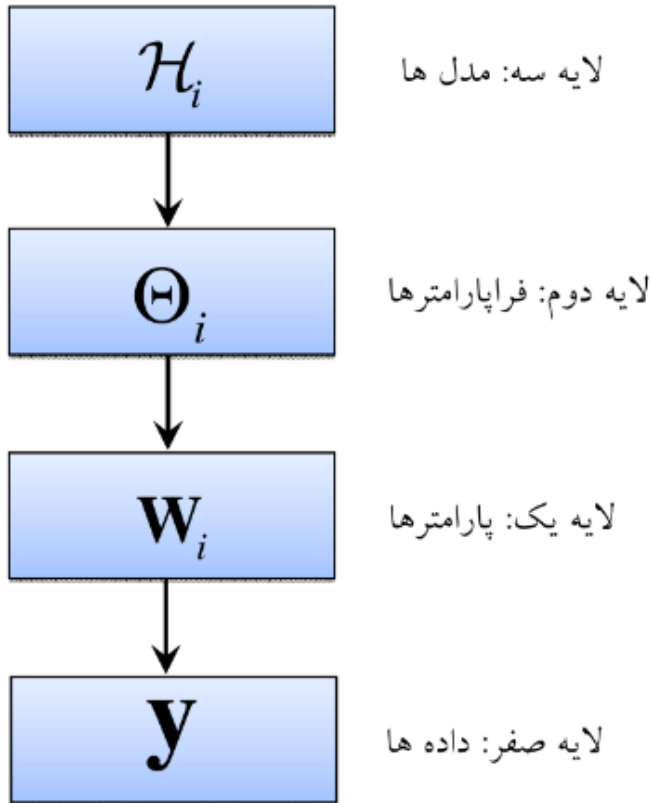 ℋᵢ
لایه سه: مدل ها
Θᵢ
لایه دوم: فراپارامترها
wᵢ
لایه یک: پارامترها
y
لایه صفر: داده ها